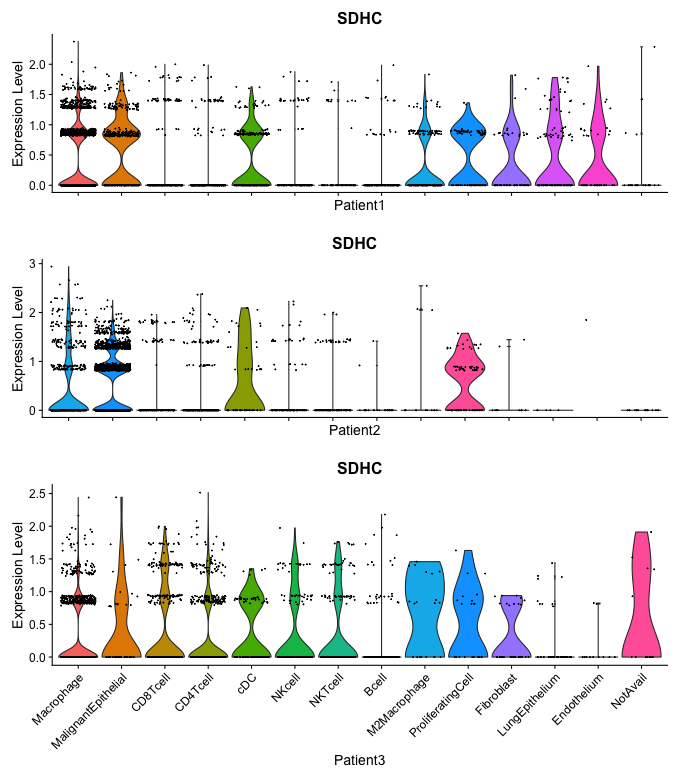 SDHC
Expression Level
2.0
1.5
1.0
0.5
0.0
Patient1
SDHC
Expression Level
3
2
1
0
Patient2
SDHC
Expression Level
2.5
2.0
1.5
1.0
0.5
0.0
Macrophage
MalignantEpithelial
CD8Tcell
CD4Tcell
cDC
NKcell
NKTcell
Bcell
M2Macrophage
ProliferatingCell
Fibroblast
LungEpithelium
Endothelium
NotAvail
Patient3